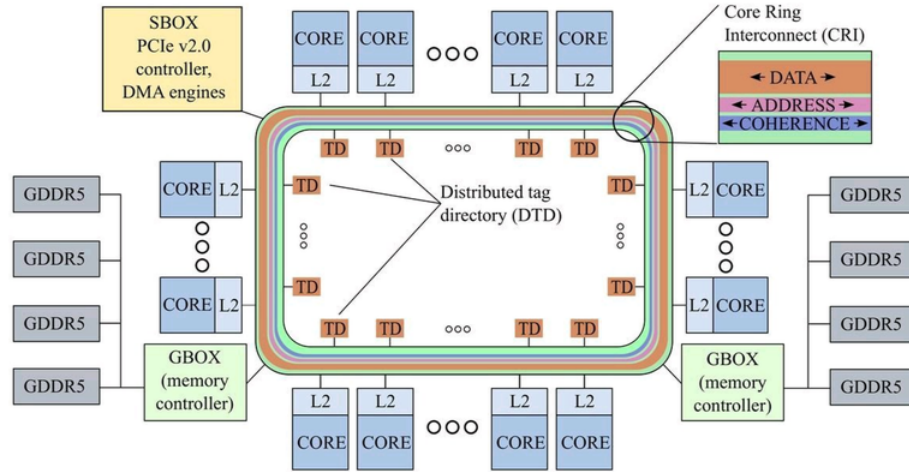 SBOX
PCIe v2.0
controller,
DMA engines
CORE
CORE
CORE
CORE
L2
L2
L2
L2
Core Ring
Interconnect (CRI)
DATA
ADDRESS
COHERENCE
TD
TD
TD
TD
GDDR5
GDDR5
GDDR5
GDDR5
CORE
L2
CORE
L2
TD
TD
Distributed tag
directory (DTD)
TD
TD
L2
CORE
L2
CORE
GDDR5
GDDR5
GDDR5
GDDR5
TD
TD
TD
TD
GBOX
(memory
controller)
GBOX
(memory
controller)
L2
L2
L2
L2
CORE
CORE
CORE
CORE